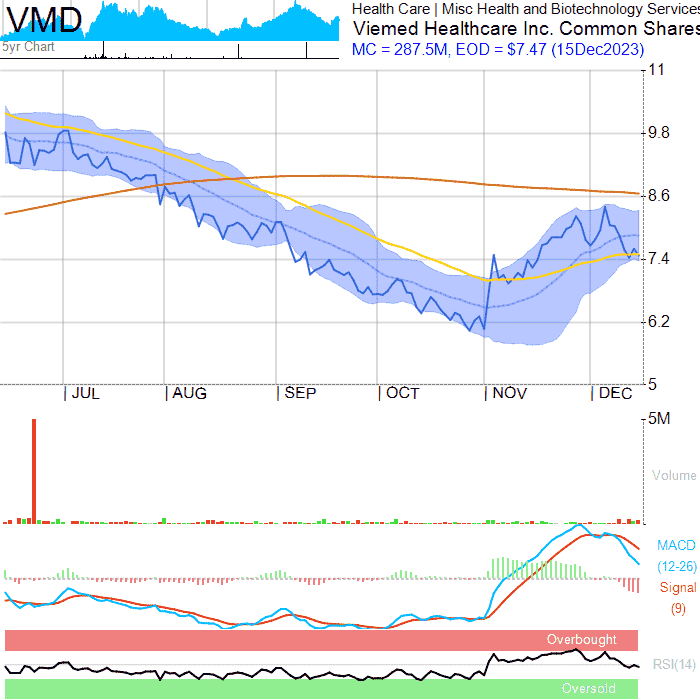 VMD
5yr Chart
Health Care | Misc Health and Biotechnology Services
Viemed Healthcare Inc. Common Shares
MC = 287.5M, EOD = $7.47 (15Dec2023)
11
9.8
8.6
7.4
6.2
5
JUL AUG SEP OCT NOV DEC
5M
Volume
MACD
(12-26)
Signal
(9)
Overbought
RSI(14)
Oversold